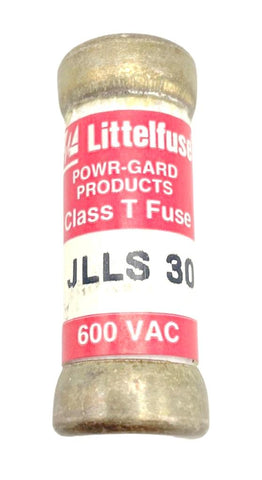 Littelfuse
POWR-GARD
PRODUCTS
Class T Fuse
JLLS 30
600 VAC